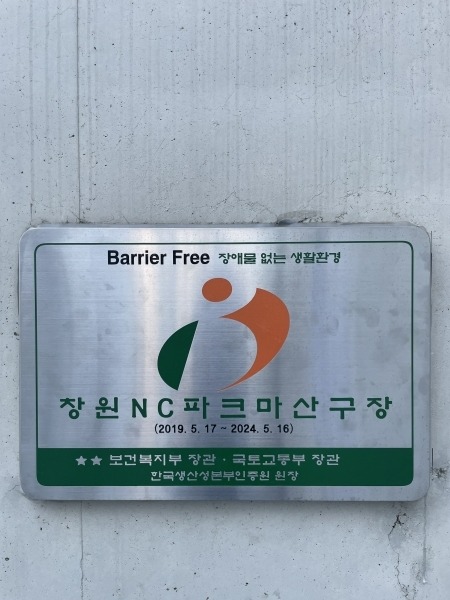 Barrier Free 장애물 없는 생활환경
창원NC파크마산구장
(2019. 5. 17 ~ 2024. 5. 16)
★★ 보건복지부 장관 · 국토교통부 장관
한국생산성본부인증원 원장